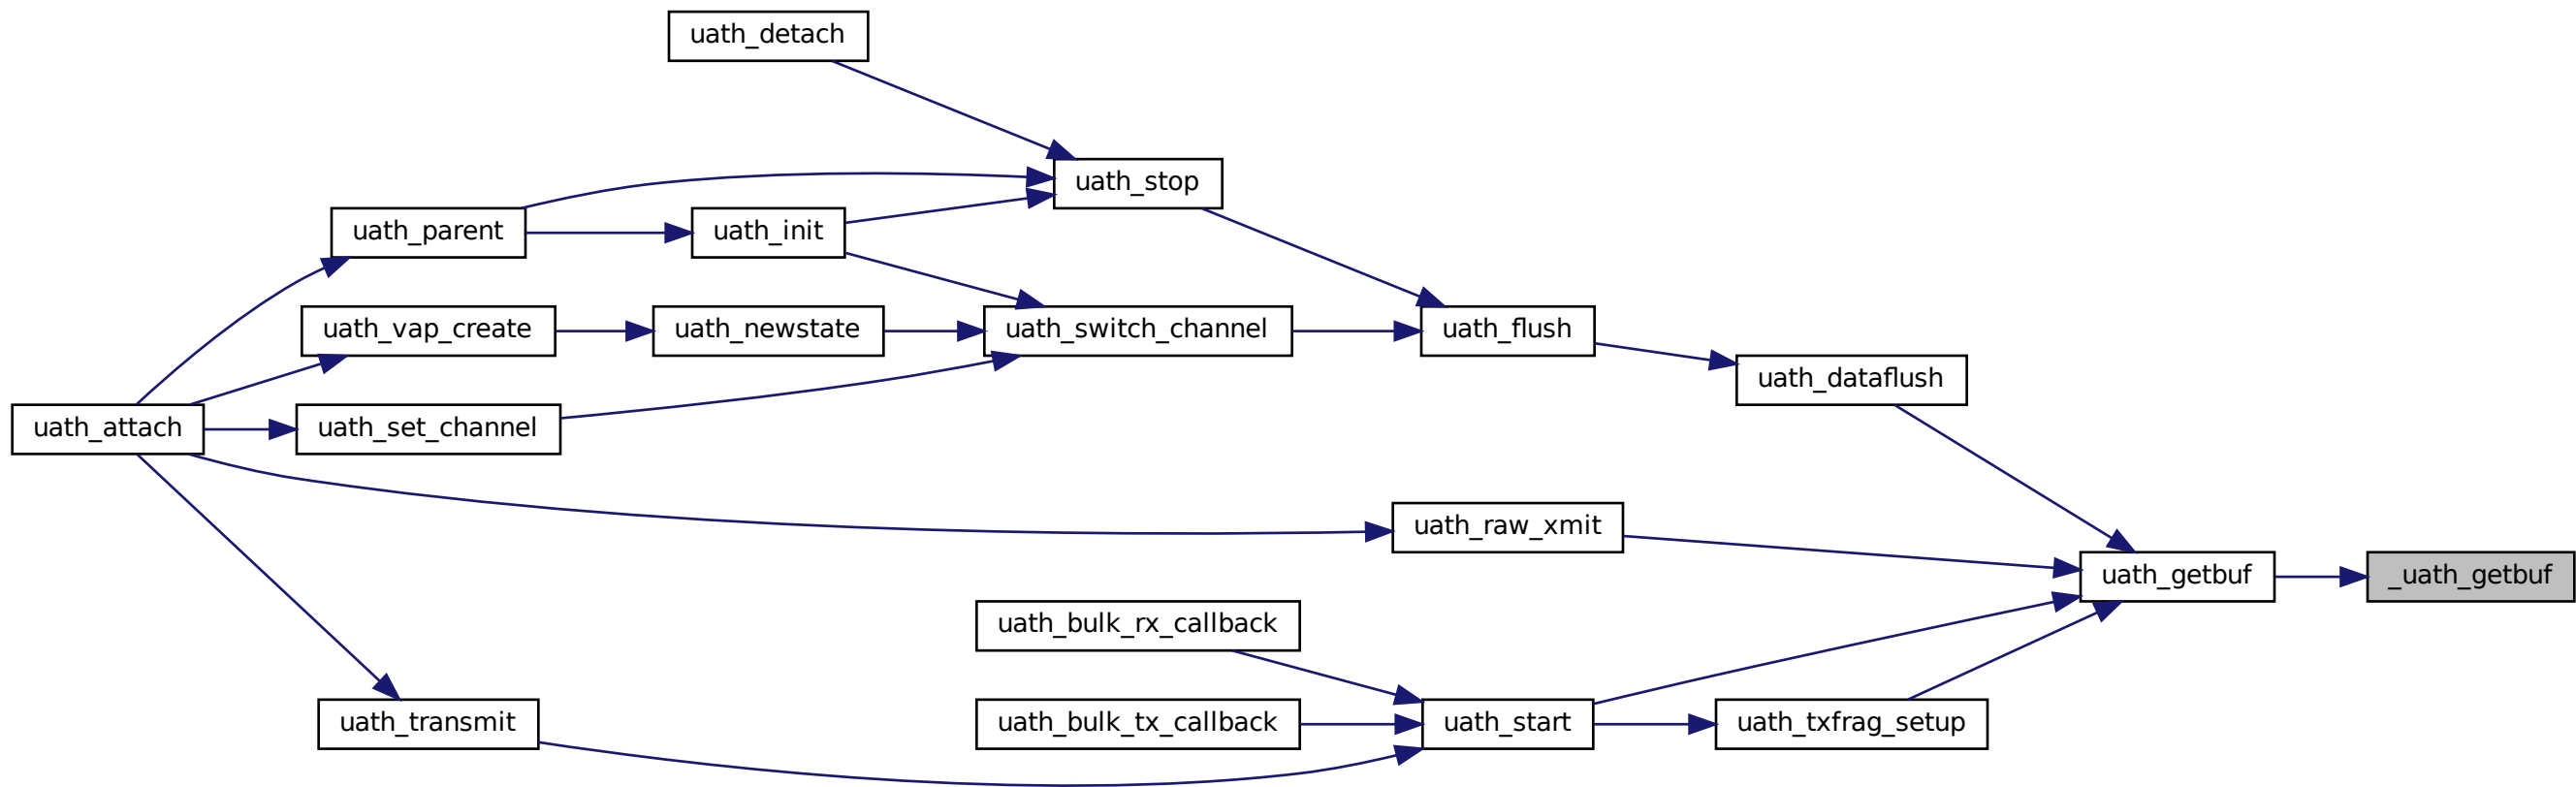 uath_detach
uath_stop
uath_parent
uath_init
uath_vap_create
uath_newstate
uath_switch_channel
uath_flush
uath_dataflush
uath_attach
uath_set_channel
uath_raw_xmit
uath_getbuf
_uath_getbuf
uath_bulk_rx_callback
uath_transmit
uath_bulk_tx_callback
uath_start
uath_txfrag_setup